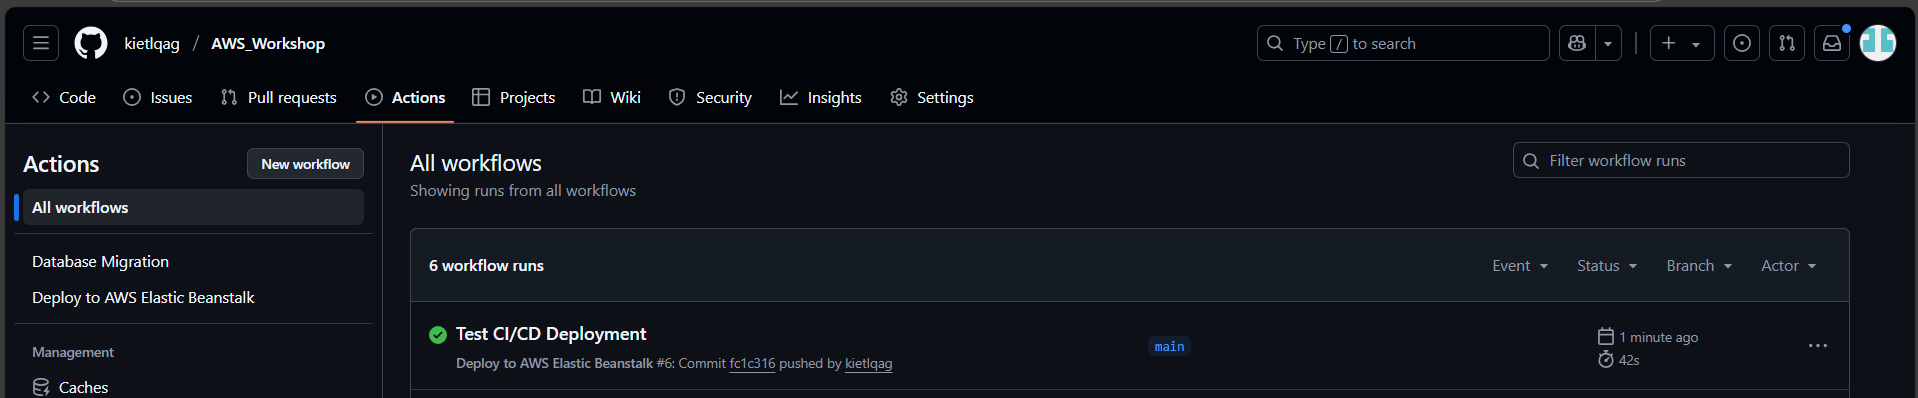 kietlqag / AWS_Workshop
Type / to search
Code Issues Pull requests Actions Projects Wiki Security Insights Settings
Actions
New workflow
All workflows
Database Migration
Deploy to AWS Elastic Beanstalk
Management
Caches
All workflows
Showing runs from all workflows
Filter workflow runs
6 workflow runs
Event Status Branch Actor
Test CI/CD Deployment
Deploy to AWS Elastic Beanstalk #6: Commit fc1c316 pushed by kietlqag
main
1 minute ago
42s